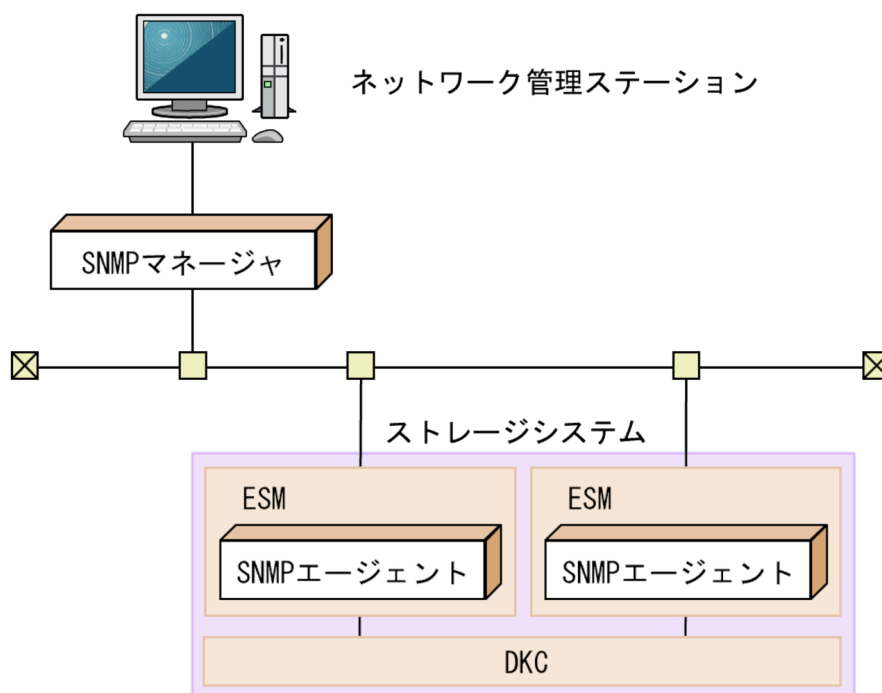 ネットワーク管理ステーション
SNMPマネージャ
ストレージシステム
ESM
ESM
SNMPエージェント
SNMPエージェント
DKC